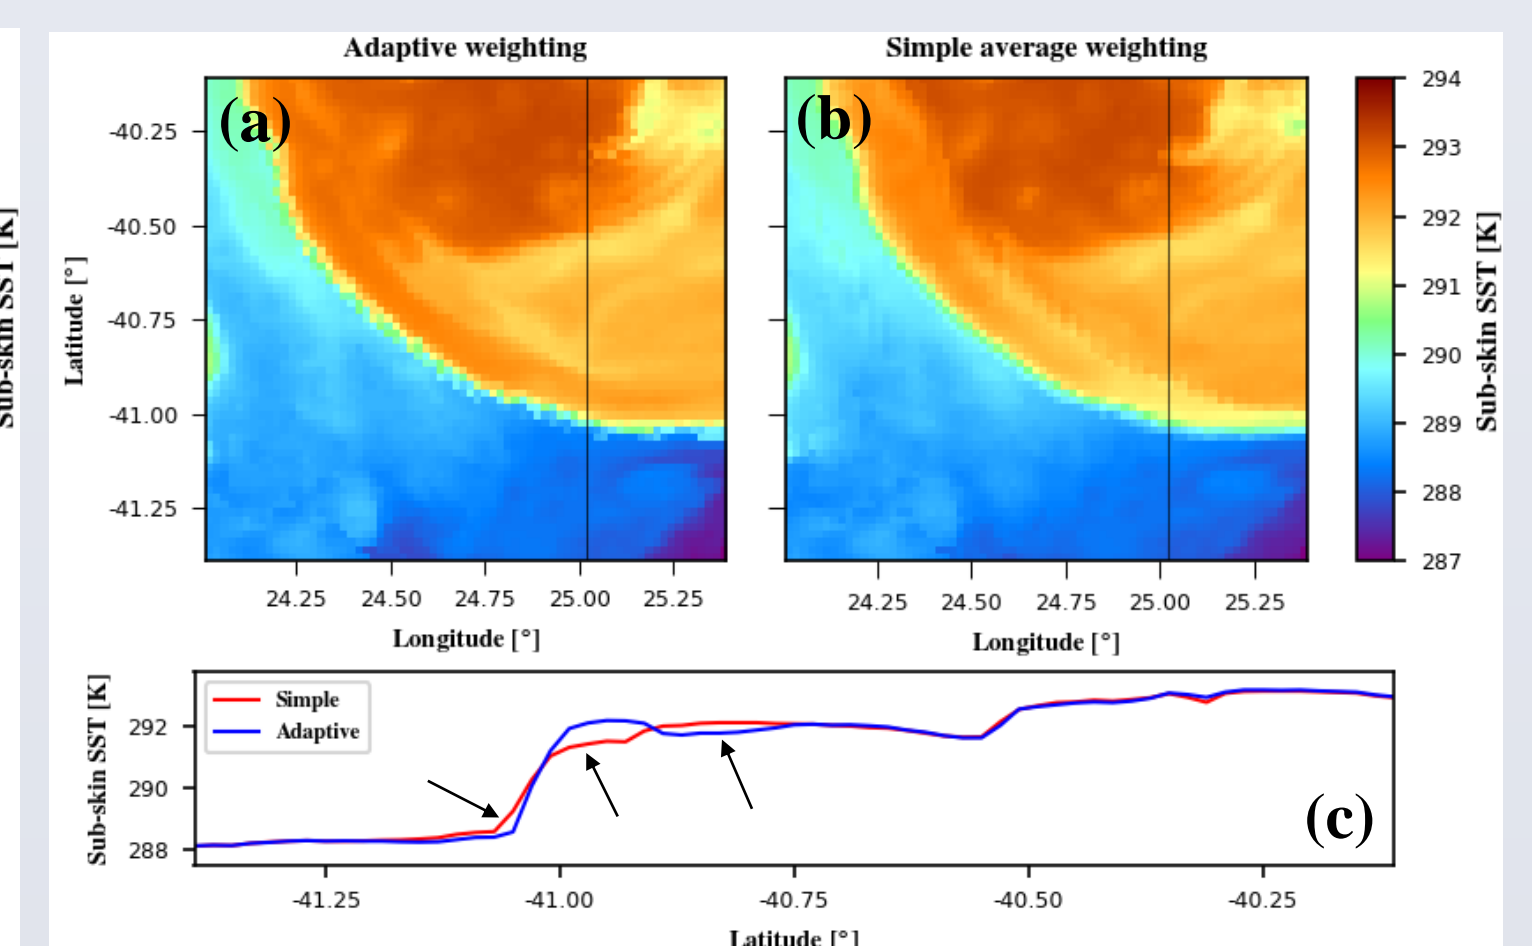 Sub-skin SST [K]
Adaptive weighting
Simple average weighting
(a)
(b)
-40.25
-40.50
-40.75
-41.00
-41.25
Latitude [°]
24.25 24.50 24.75 25.00 25.25
Longitude [°]
24.25 24.50 24.75 25.00 25.25
Longitude [°]
294
293
292
291
290
289
288
287
Sub-skin SST [K]
Sub-skin SST [K]
292
290
288
Simple
Adaptive
(c)
-41.25 -41.00 -40.75 -40.50 -40.25
Latitude [°]